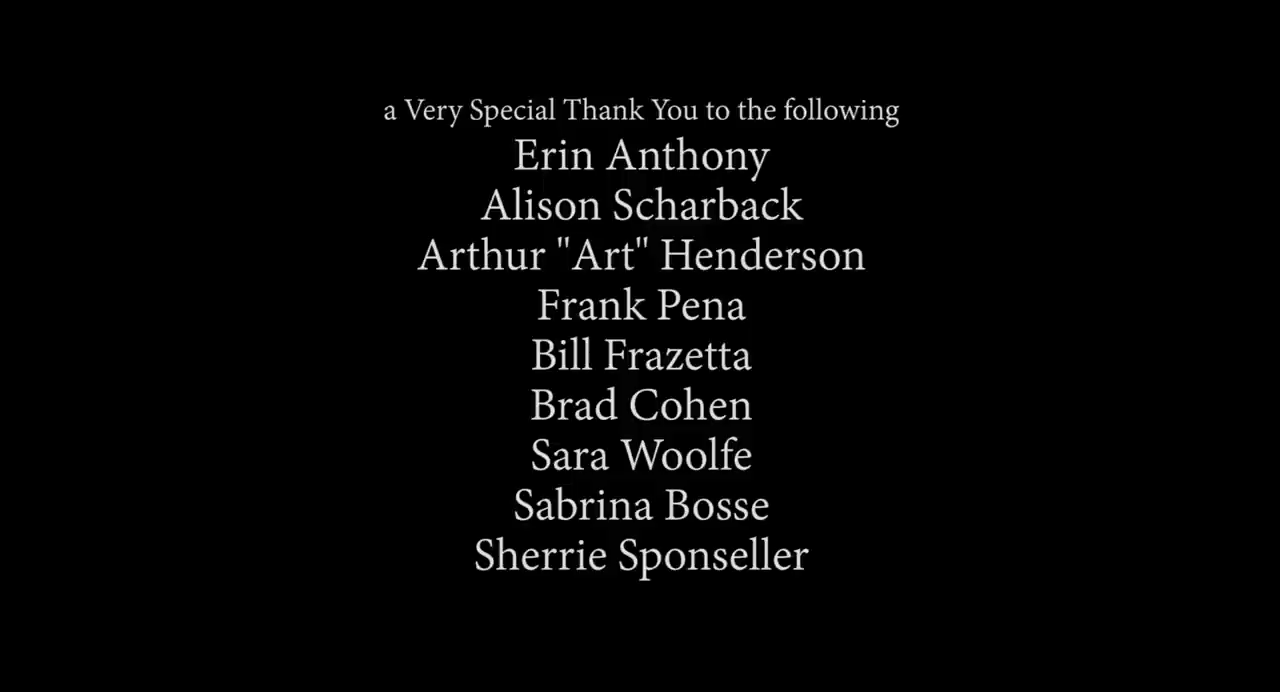 a Very Special Thank You to the following
Erin Anthony
Alison Scharback
Arthur "Art" Henderson
Frank Pena
Bill Frazetta
Brad Cohen
Sara Woolfe
Sabrina Bosse
Sherrie Sponseller